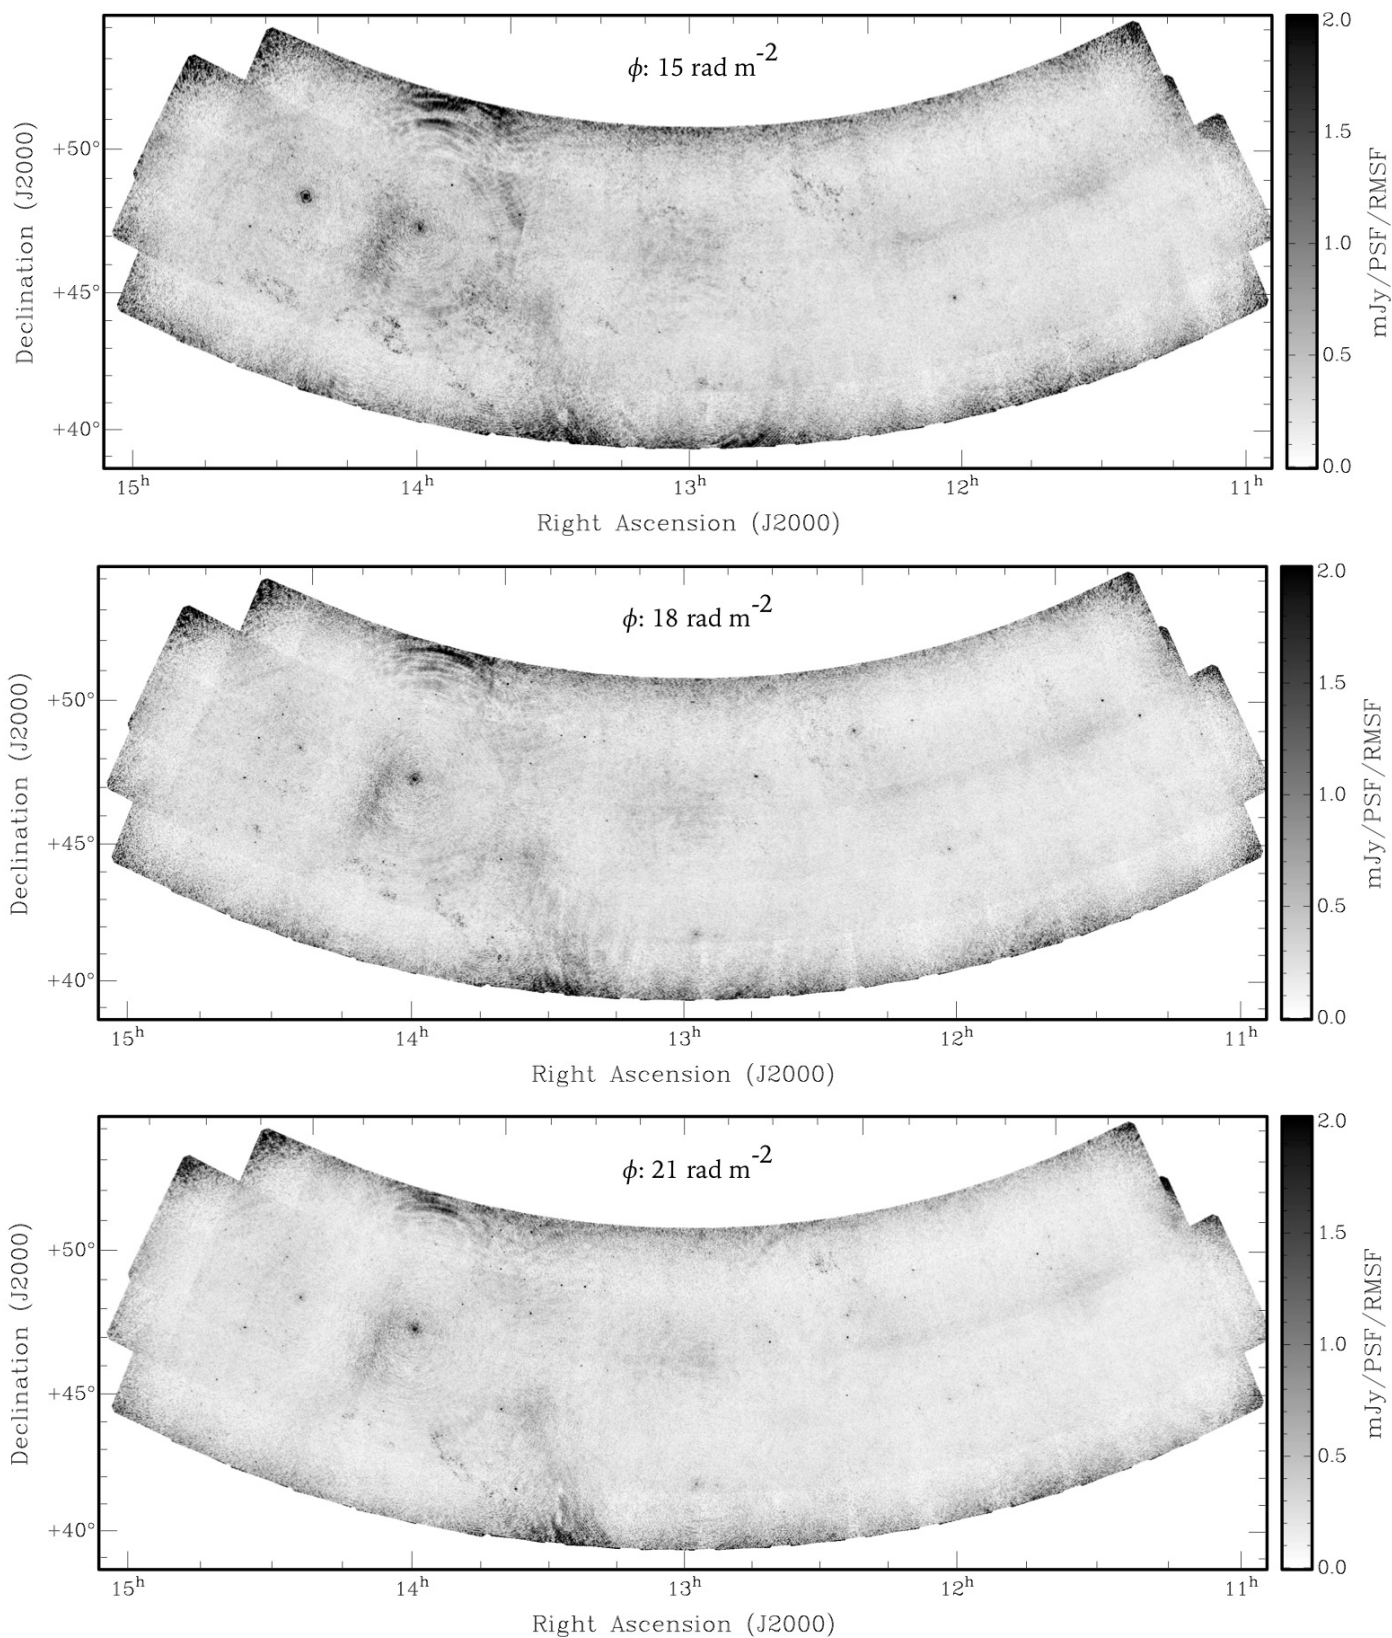 ϕ: 15 rad m⁻²
2.0
1.5
1.0
0.5
0.0
mJy/PSF/RMSF
+50°
+45°
+40°
Declination (J2000)
15ʰ 14ʰ 13ʰ 12ʰ 11ʰ
Right Ascension (J2000)
ϕ: 18 rad m⁻²
2.0
1.5
1.0
0.5
0.0
mJy/PSF/RMSF
+50°
+45°
+40°
Declination (J2000)
15ʰ 14ʰ 13ʰ 12ʰ 11ʰ
Right Ascension (J2000)
ϕ: 21 rad m⁻²
2.0
1.5
1.0
0.5
0.0
mJy/PSF/RMSF
+50°
+45°
+40°
Declination (J2000)
15ʰ 14ʰ 13ʰ 12ʰ 11ʰ
Right Ascension (J2000)